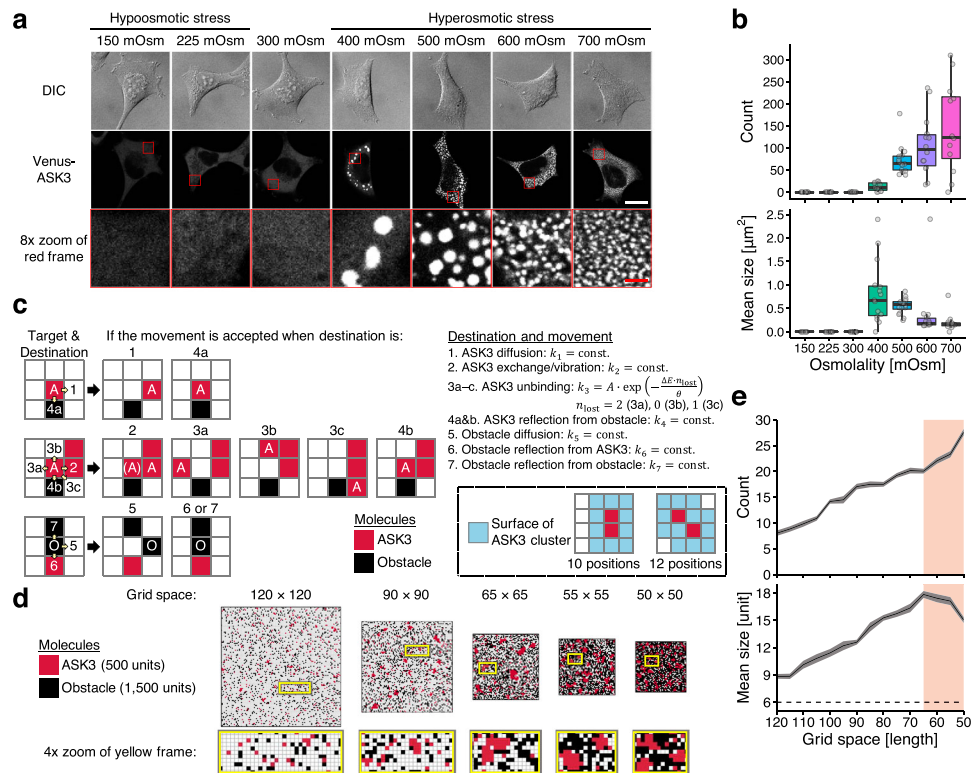 a
Hypoosmotic stress
Hyperosmotic stress
150 mOsm 225 mOsm 300 mOsm 400 mOsm 500 mOsm 600 mOsm 700 mOsm
DIC
Venus-
ASK3
8x zoom of
red frame
b
Count
300
250
200
150
100
50
0
Mean size [µm²]
2.5
2.0
1.5
1.0
0.5
0.0
150 225 300 400 500 600 700
Osmolality [mOsm]
c
Target &
Destination
If the movement is accepted when destination is:
1 4a
A 1
4a
A A
2 3a 3b 3c 4b
3b
3a A 2
4b 3c
(A) A A A A A
5 6 or 7
7
O 5
6
O O
Molecules
ASK3
Obstacle
Destination and movement
1. ASK3 diffusion: k₁ = const.
2. ASK3 exchange/vibration: k₂ = const.
3a–c. ASK3 unbinding: k₃ = A · exp (−ΔE·n_lost/θ)
n_lost = 2 (3a), 0 (3b), 1 (3c)
4a&b. ASK3 reflection from obstacle: k₄ = const.
5. Obstacle diffusion: k₅ = const.
6. Obstacle reflection from ASK3: k₆ = const.
7. Obstacle reflection from obstacle: k₇ = const.
Surface of
ASK3 cluster
10 positions 12 positions
d
Grid space: 120 × 120 90 × 90 65 × 65 55 × 55 50 × 50
Molecules
ASK3 (500 units)
Obstacle (1,500 units)
4x zoom of yellow frame:
e
Count
30
25
20
15
10
5
0
Mean size [unit]
18
15
12
9
6
120 110 100 90 80 70 60 50
Grid space [length]